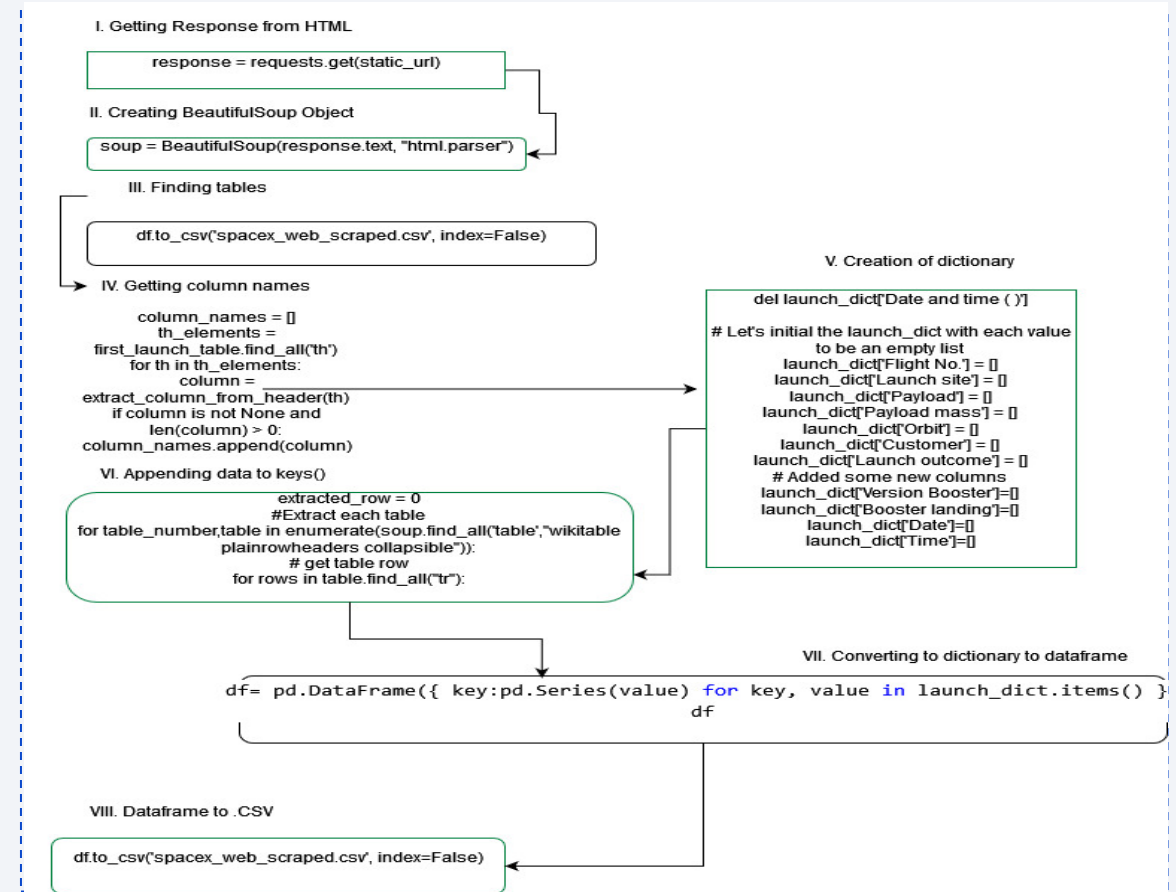 I. Getting Response from HTML
response = requests.get(static_url)
II. Creating BeautifulSoup Object
soup = BeautifulSoup(response.text, "html.parser")
III. Finding tables
df.to_csv('spacex_web_scraped.csv', index=False)
IV. Getting column names
column_names = []
th_elements =
first_launch_table.find_all('th')
for th in th_elements:
column =
extract_column_from_header(th)
if column is not None and
len(column) > 0:
column_names.append(column)
V. Creation of dictionary
del launch_dict['Date and time ( )']
# Let's initial the launch_dict with each value
to be an empty list
launch_dict['Flight No.'] = []
launch_dict['Launch site'] = []
launch_dict['Payload'] = []
launch_dict['Payload mass'] = []
launch_dict['Orbit'] = []
launch_dict['Customer'] = []
launch_dict['Launch outcome'] = []
# Added some new columns
launch_dict['Version Booster']=[]
launch_dict['Booster landing']=[]
launch_dict['Date']=[]
launch_dict['Time']=[]
VI. Appending data to keys()
extracted_row = 0
#Extract each table
for table_number,table in enumerate(soup.find_all('table',"wikitable
plainrowheaders collapsible")):
# get table row
for rows in table.find_all("tr"):
VII. Converting to dictionary to dataframe
df= pd.DataFrame({ key:pd.Series(value) for key, value in launch_dict.items() }
df
VIII. Dataframe to .CSV
df.to_csv('spacex_web_scraped.csv', index=False)